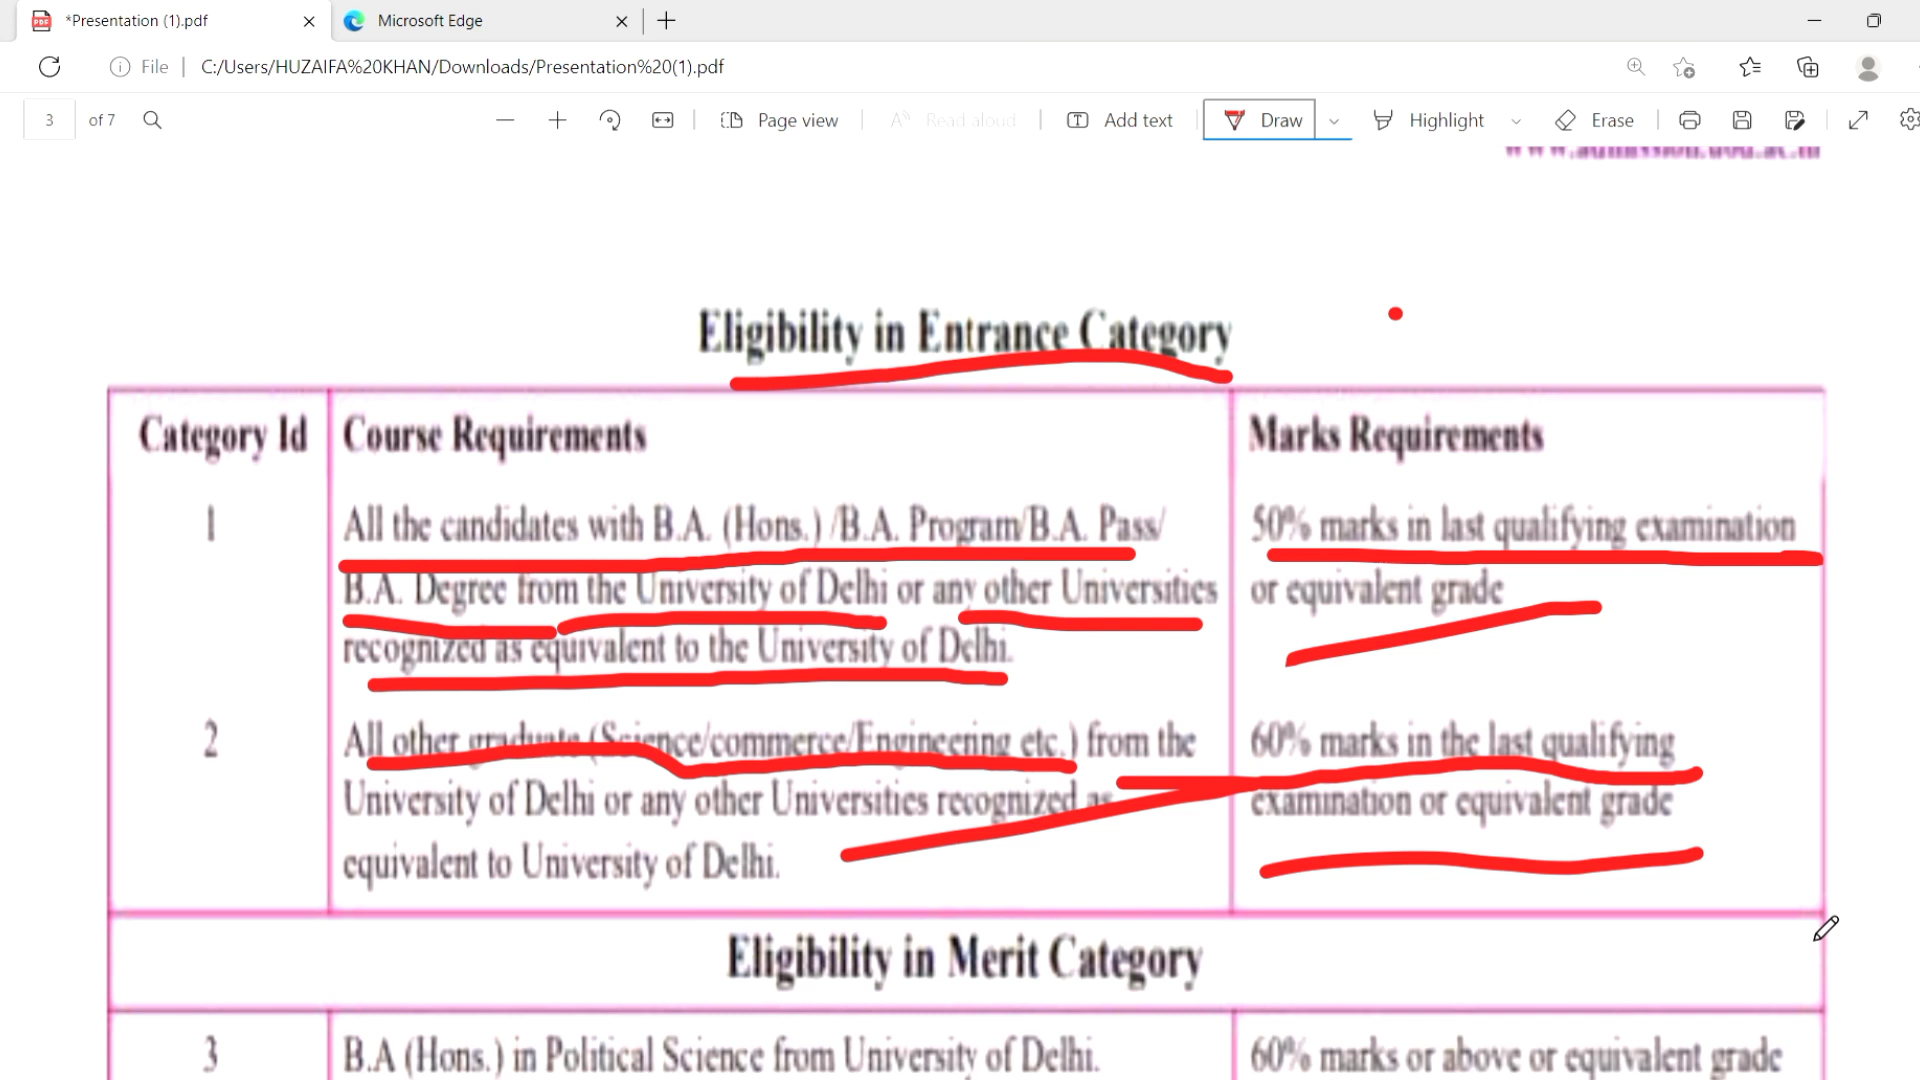 *Presentation (1).pdf
Microsoft Edge
File
C:/Users/HUZAIFA%20KHAN/Downloads/Presentation%20(1).pdf
3 of 7
Page view
Read aloud
Add text
Draw
Highlight
Erase
Eligibility in Entrance Category
Category Id Course Requirements Marks Requirements
1 All the candidates with B.A. (Hons.) /B.A. Program/B.A. Pass/ 50% marks in last qualifying examination
B.A. Degree from the University of Delhi or any other Universities or equivalent grade
recognized as equivalent to the University of Delhi.
2 All other graduate (Science/commerce/Engineering etc.) from the 60% marks in the last qualifying
University of Delhi or any other Universities recognized as examination or equivalent grade
equivalent to University of Delhi.
Eligibility in Merit Category
3 B.A (Hons.) in Political Science from University of Delhi. 60% marks or above or equivalent grade